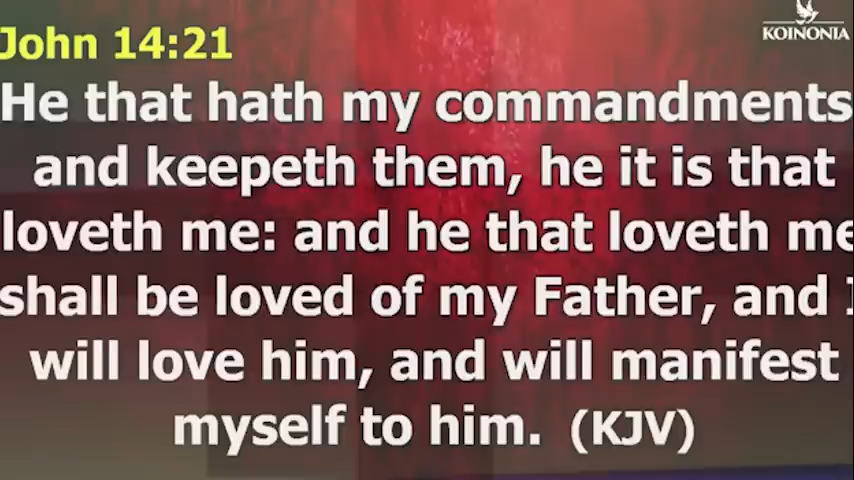 John 14:21
KOINONIA
He that hath my commandments
and keepeth them, he it is that
loveth me: and he that loveth me
shall be loved of my Father, and I
will love him, and will manifest
myself to him. (KJV)